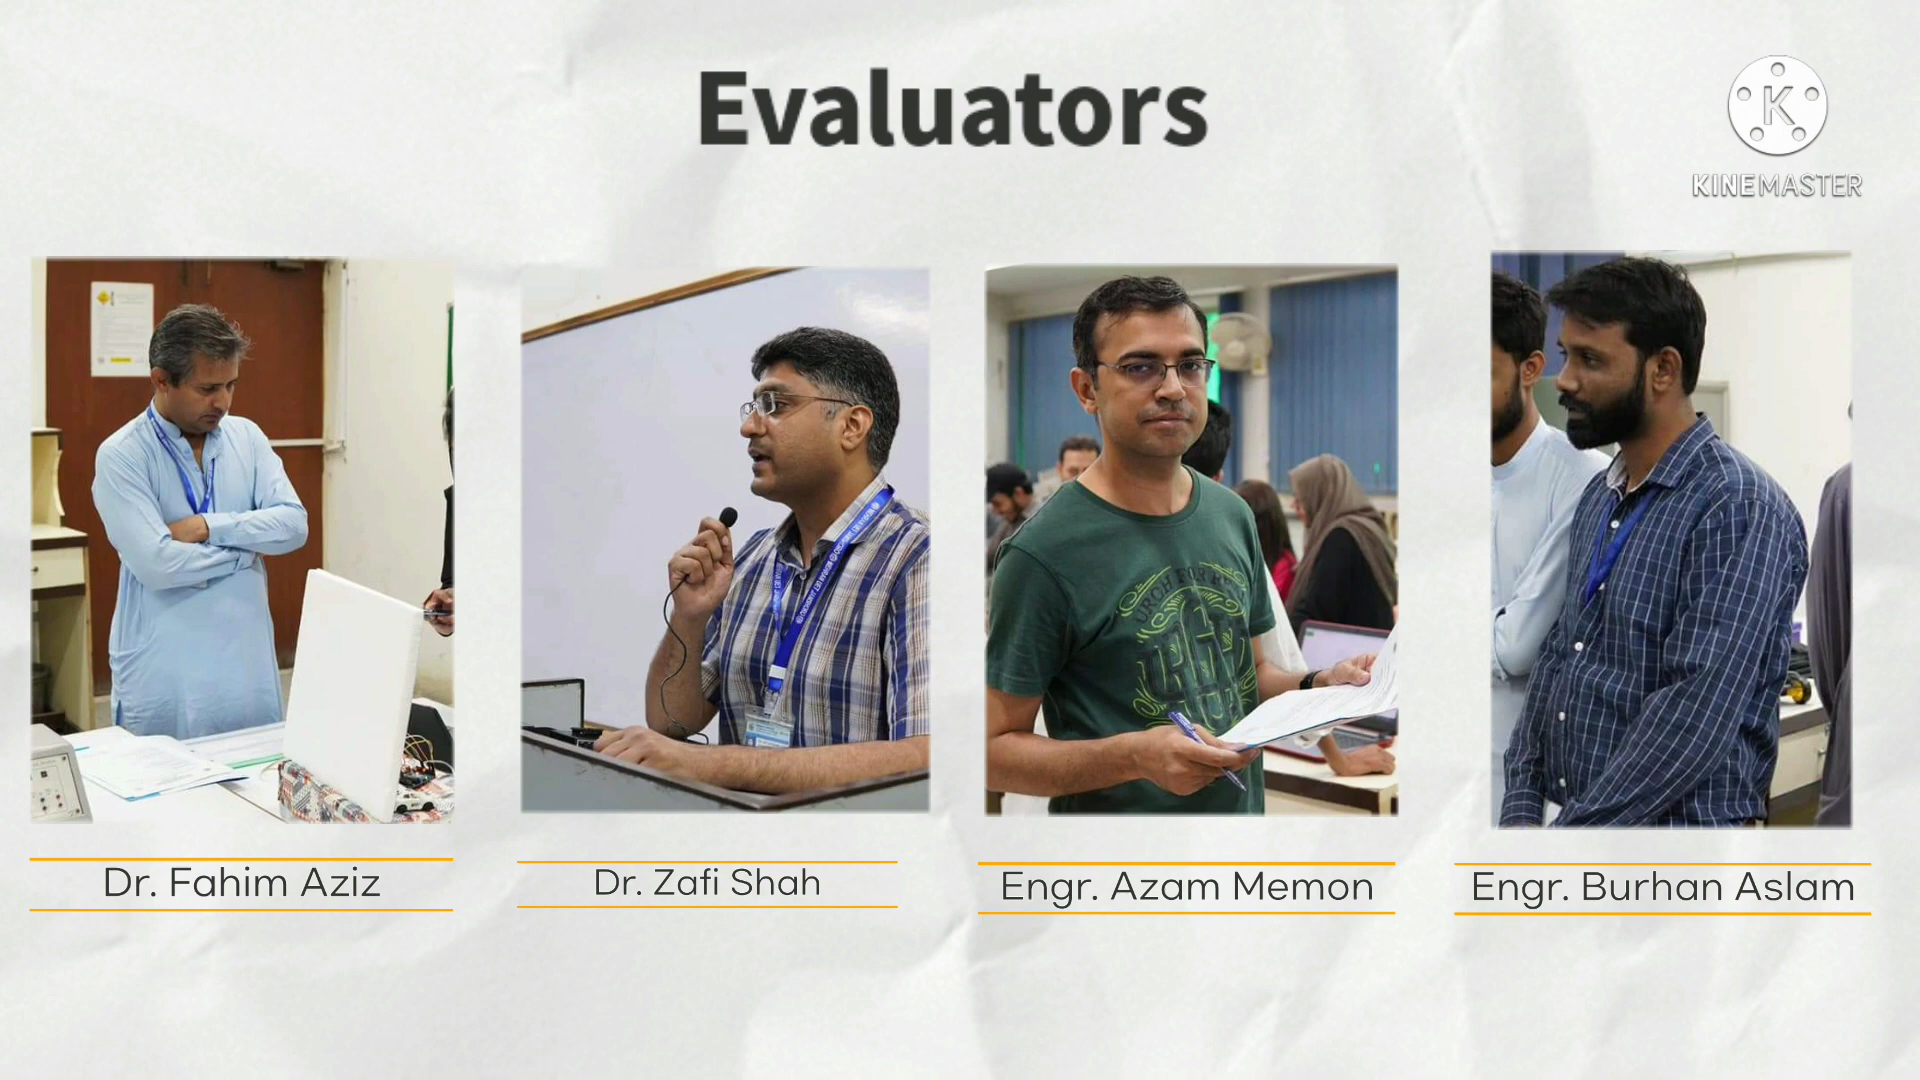 Evaluators
K
KINEMASTER
Dr. Fahim Aziz
Dr. Zafi Shah
Engr. Azam Memon
Engr. Burhan Aslam